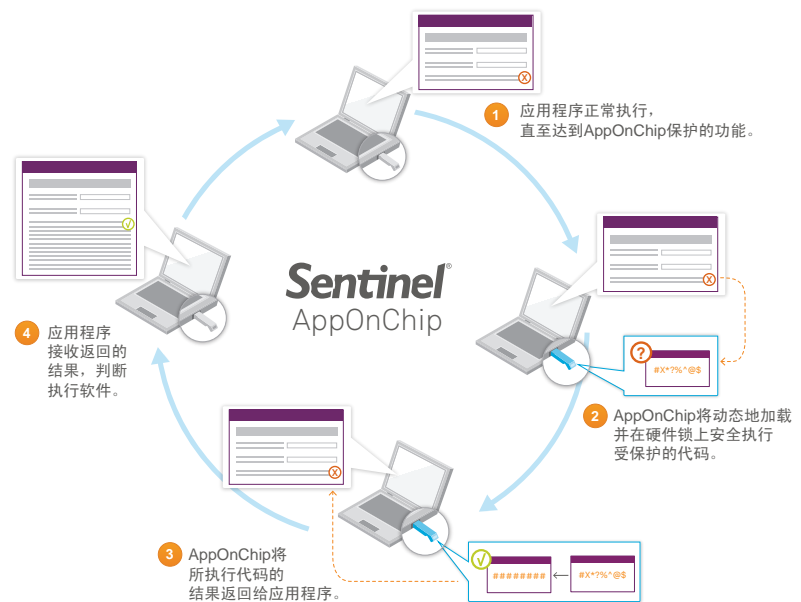 1 应用程序正常执行，
直至达到AppOnChip保护的功能。
Sentinel®
AppOnChip
?
#X*?%^@$
2 AppOnChip将动态地加载
并在硬件锁上安全执行
受保护的代码。
3 AppOnChip将
所执行代码的
结果返回给应用程序。
######## ← #X*?%^@$
4 应用程序
接收返回的
结果，判断
执行软件。